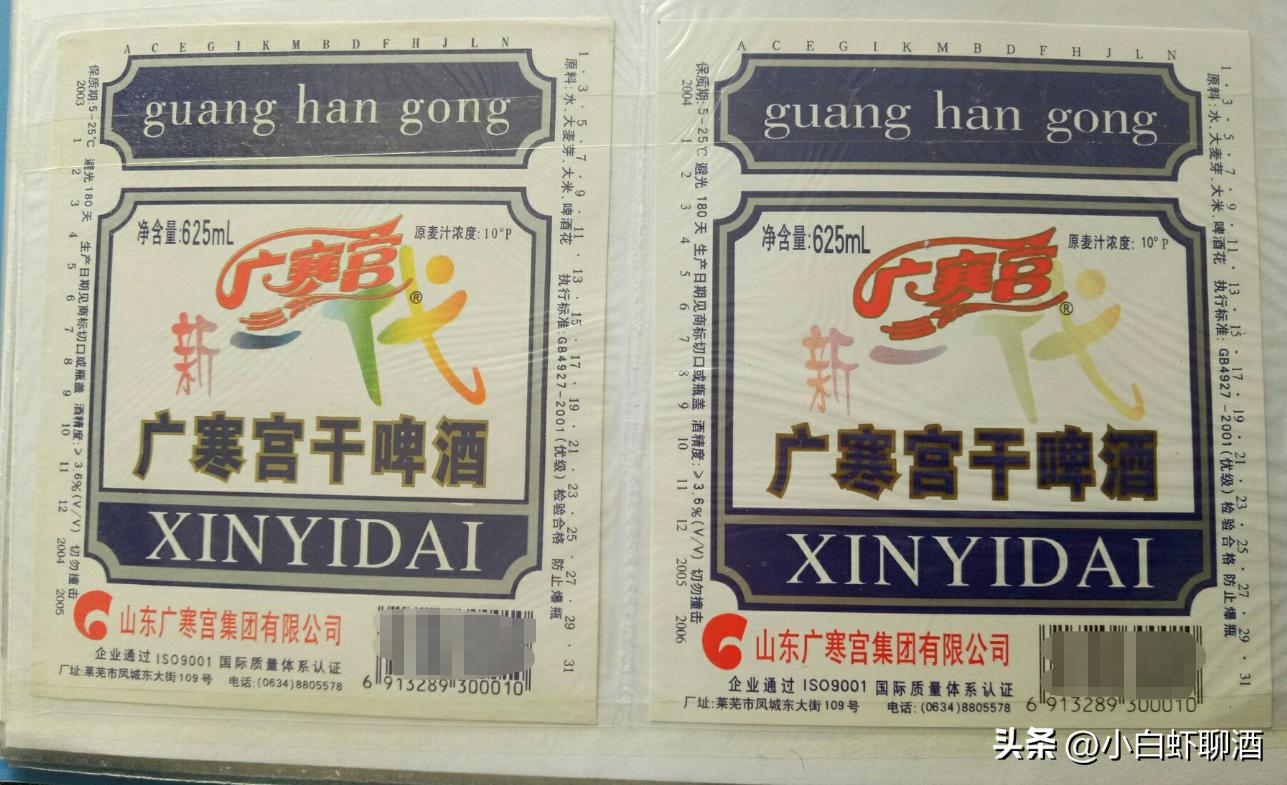 A C E G I K M B D F H J L N
guang han gong
净含量:625mL
原麦汁浓度:10°P
广寒宫®
新一代
广寒宫干啤酒
XINYIDAI
山东广寒宫集团有限公司
企业通过 ISO9001 国际质量体系认证
厂址:莱芜市凤城东大街109号 电话:(0634)8805578
6 913289 300010
保质期:5-25℃ 避光 180天 生产日期见商标切口或瓶盖 酒精度:≥3.6%(V/V) 切勿撞击
2003 1 2 3 4 5 6 7 8 9 10 11 12 2004 2005
1·3·5·7·9·11·13·15·17·19·21·23·25·27·29·31
原料:水、大麦芽、大米、啤酒花 执行标准:GB4927-2001(优级) 检验合格 防止爆瓶
A C E G I K M B D F H J L N
guang han gong
净含量:625mL
原麦汁浓度:10°P
广寒宫®
新一代
广寒宫干啤酒
XINYIDAI
山东广寒宫集团有限公司
企业通过 ISO9001 国际质量体系认证
厂址:莱芜市凤城东大街109号 电话:(0634)8805578
6 913289 300010
保质期:5-25℃ 避光 180天 生产日期见商标切口或瓶盖 酒精度:≥3.6%(V/V) 切勿撞击
2004 1 2 3 4 5 6 7 8 9 10 11 12 2005 2006
1·3·5·7·9·11·13·15·17·19·21·23·25·27·29·31
原料:水、大麦芽、大米、啤酒花 执行标准:GB4927-2001(优级) 检验合格 防止爆瓶
头条 @小白虾聊酒